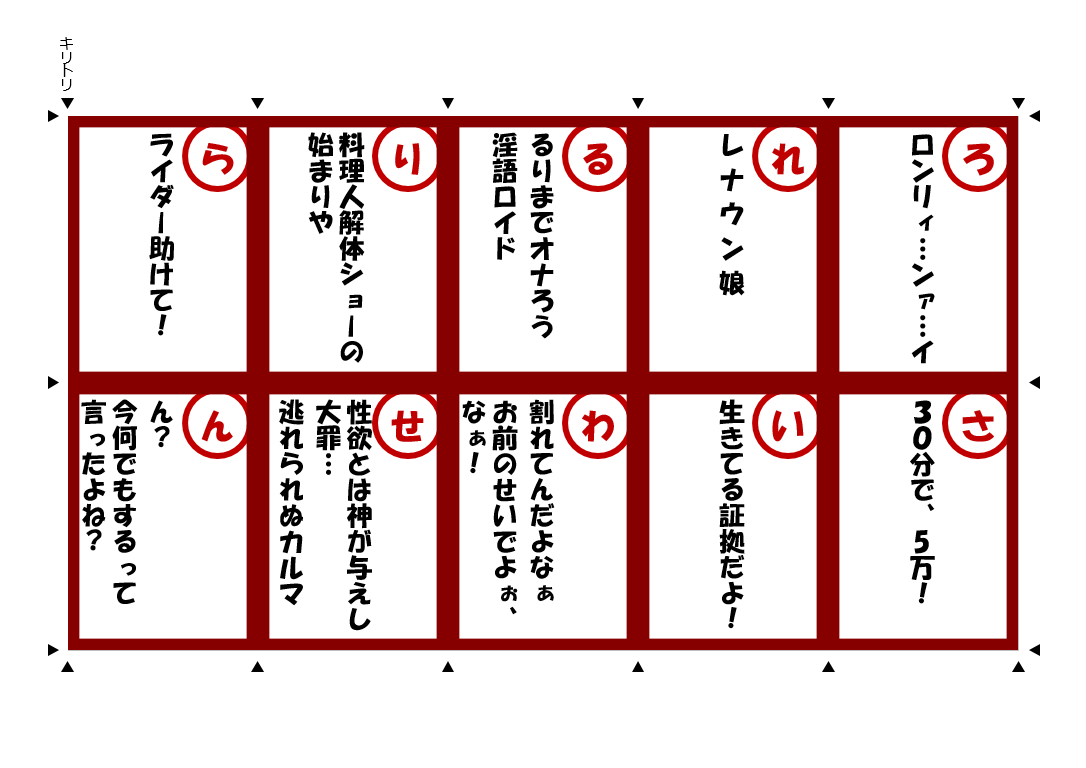 キリトリ
ろ
ロンリィ…ンァ…イ
れ
レナウン娘
る
るりまでオナろう
淫語ロイド
り
料理人解体ショーの
始まりや
ら
ライダー助けて！
さ
３０分で、５万！
い
生きてる証拠だよ！
わ
割れてんだよなぁ
お前のせいでよぉ、
なぁ！
せ
性欲とは神が与えし
大罪…
逃れられぬカルマ
ん
ん？
今何でもするって
言ったよね？